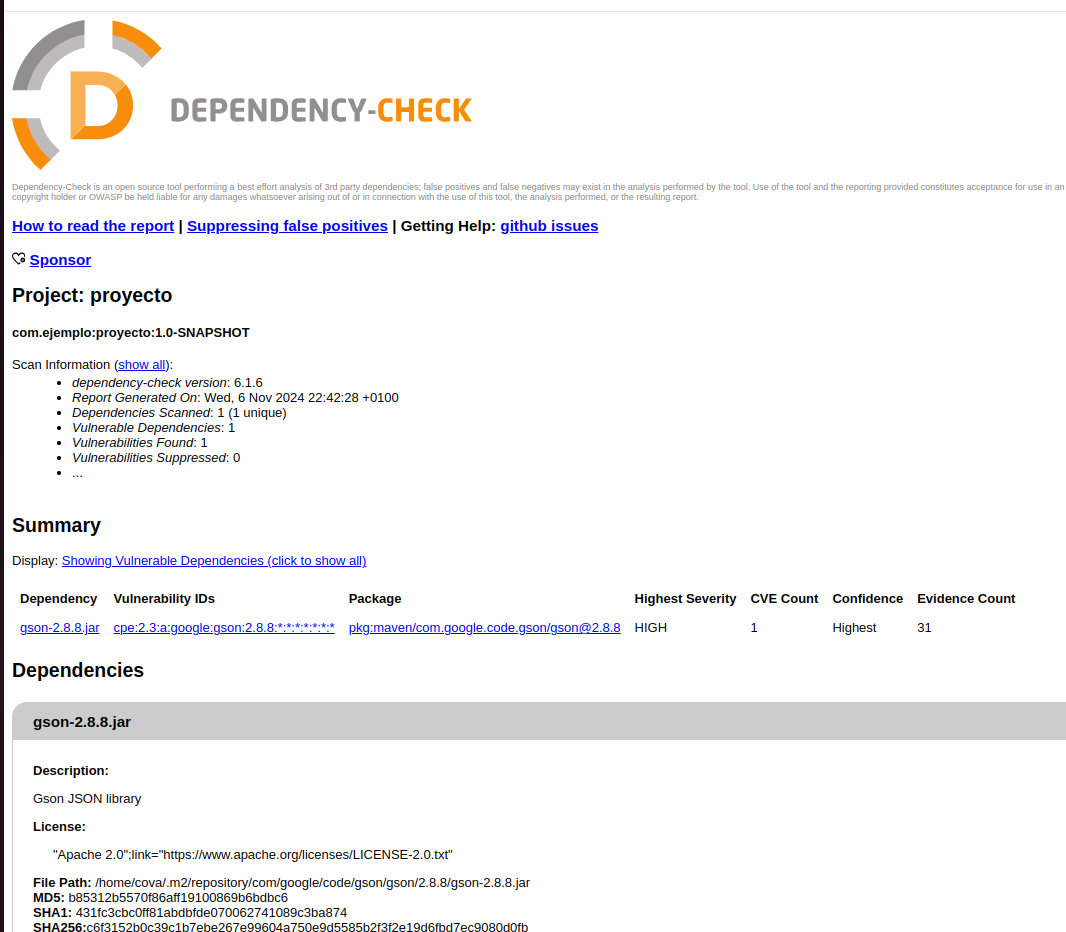 DEPENDENCY-CHECK
Dependency-Check is an open source tool performing a best effort analysis of 3rd party dependencies; false positives and false negatives may exist in the analysis performed by the tool. Use of the tool and the reporting provided constitutes acceptance for use in an
copyright holder or OWASP be held liable for any damages whatsoever arising out of or in connection with the use of this tool, the analysis performed, or the resulting report.
How to read the report | Suppressing false positives | Getting Help: github issues
Sponsor
Project: proyecto
com.ejemplo:proyecto:1.0-SNAPSHOT
Scan Information (show all):
• dependency-check version: 6.1.6
• Report Generated On: Wed, 6 Nov 2024 22:42:28 +0100
• Dependencies Scanned: 1 (1 unique)
• Vulnerable Dependencies: 1
• Vulnerabilities Found: 1
• Vulnerabilities Suppressed: 0
• ...
Summary
Display: Showing Vulnerable Dependencies (click to show all)
Dependency Vulnerability IDs Package Highest Severity CVE Count Confidence Evidence Count
gson-2.8.8.jar cpe:2.3:a:google:gson:2.8.8:*:*:*:*:*:*:* pkg:maven/com.google.code.gson/gson@2.8.8 HIGH 1 Highest 31
Dependencies
gson-2.8.8.jar
Description:
Gson JSON library
License:
"Apache 2.0";link="https://www.apache.org/licenses/LICENSE-2.0.txt"
File Path: /home/cova/.m2/repository/com/google/code/gson/gson/2.8.8/gson-2.8.8.jar
MD5: b85312b5570f86aff19100869b6bdbc6
SHA1: 431fc3cbc0ff81abdbfde070062741089c3ba874
SHA256:c6f3152b0c39c1b7ebe267e99604a750e9d5585b2f3f2e19d6fbd7ec9080d0fb